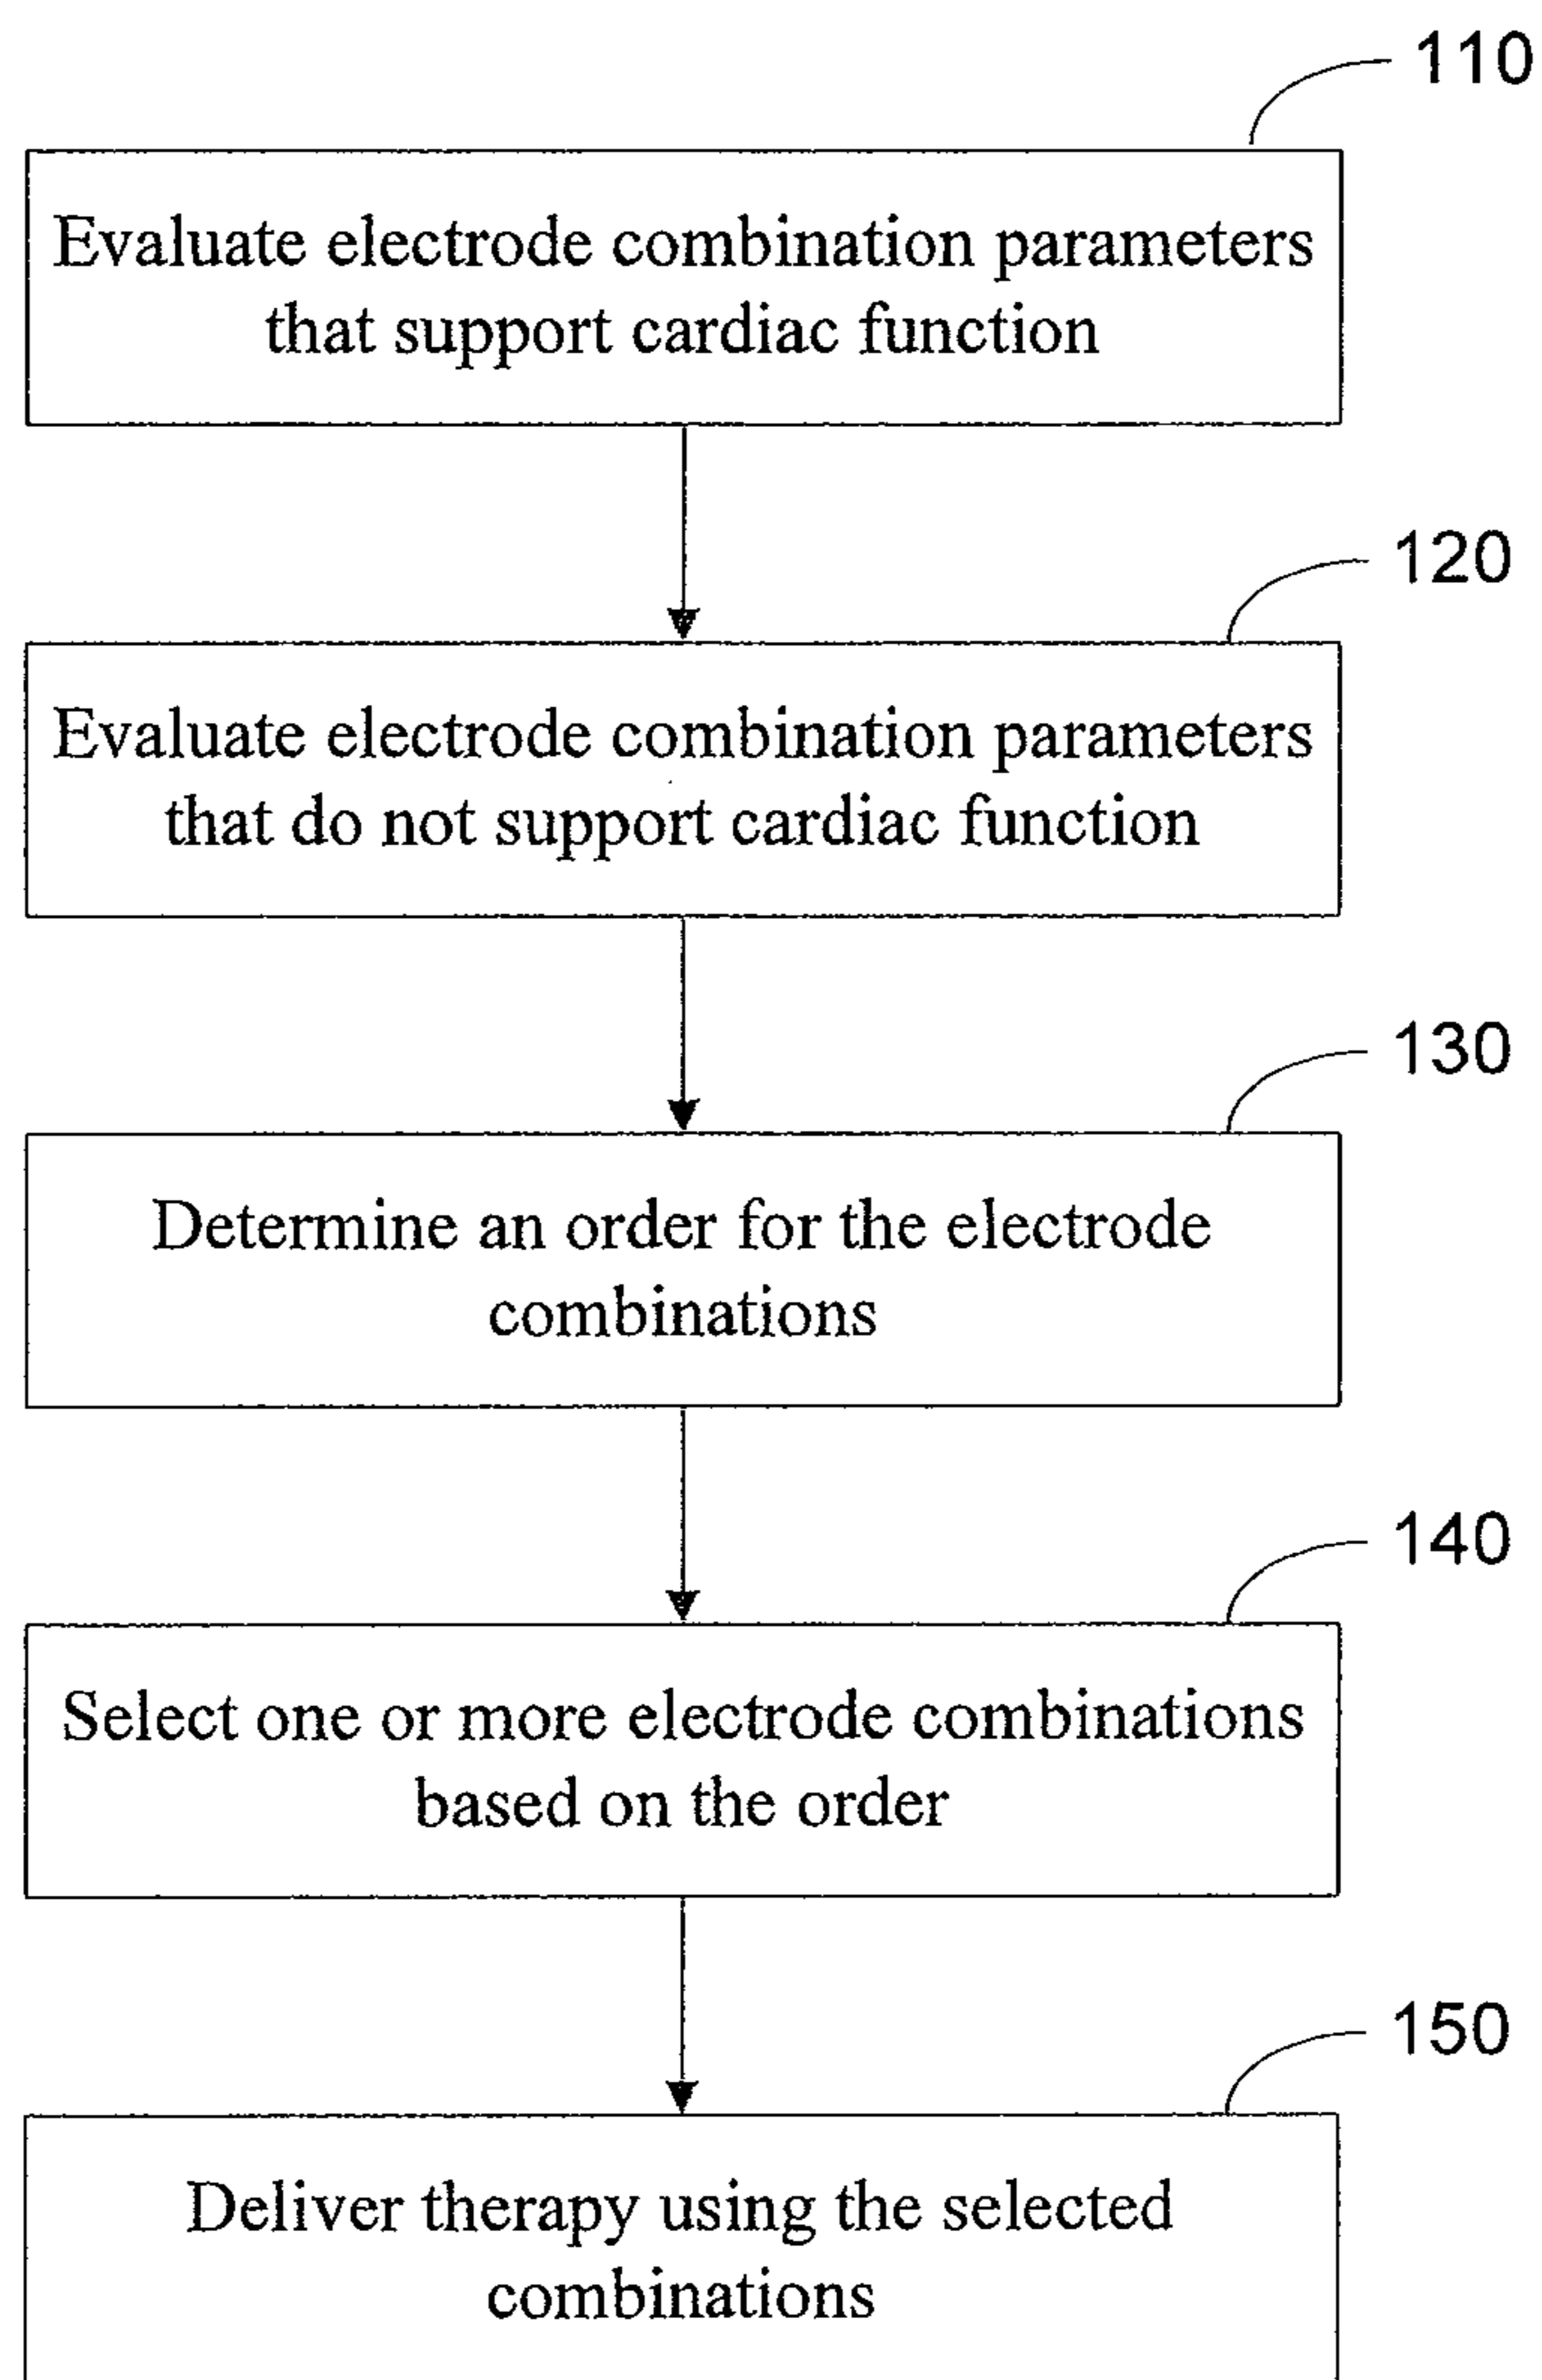 110
Evaluate electrode combination parameters
that support cardiac function
120
Evaluate electrode combination parameters
that do not support cardiac function
130
Determine an order for the electrode
combinations
140
Select one or more electrode combinations
based on the order
150
Deliver therapy using the selected
combinations